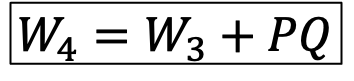 W₄ = W₃ + PQ